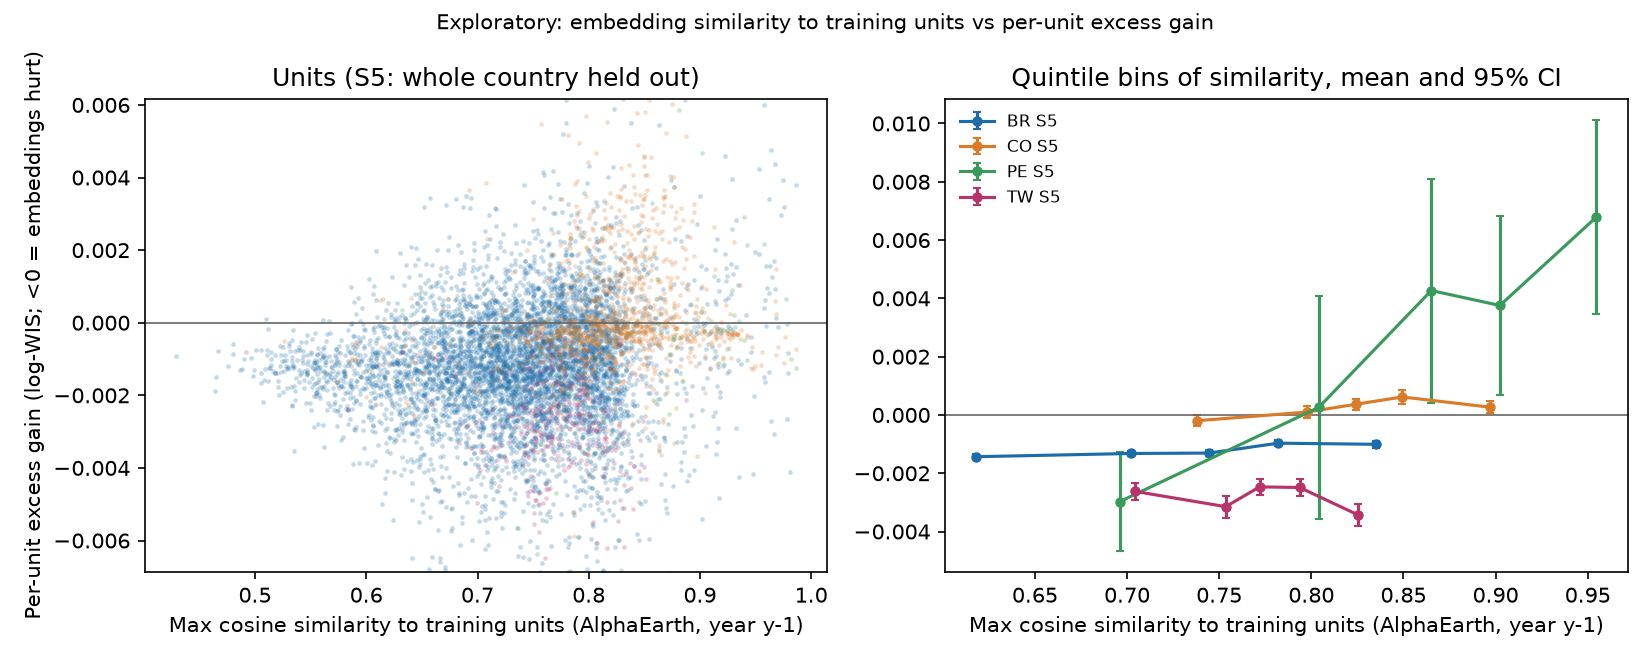 Exploratory: embedding similarity to training units vs per-unit excess gain
Units (S5: whole country held out)
Per-unit excess gain (log-WIS; <0 = embeddings hurt)
0.006
0.004
0.002
0.000
−0.002
−0.004
−0.006
0.5 0.6 0.7 0.8 0.9 1.0
Max cosine similarity to training units (AlphaEarth, year y-1)
Quintile bins of similarity, mean and 95% CI
BR S5
CO S5
PE S5
TW S5
0.010
0.008
0.006
0.004
0.002
0.000
−0.002
−0.004
0.65 0.70 0.75 0.80 0.85 0.90 0.95
Max cosine similarity to training units (AlphaEarth, year y-1)